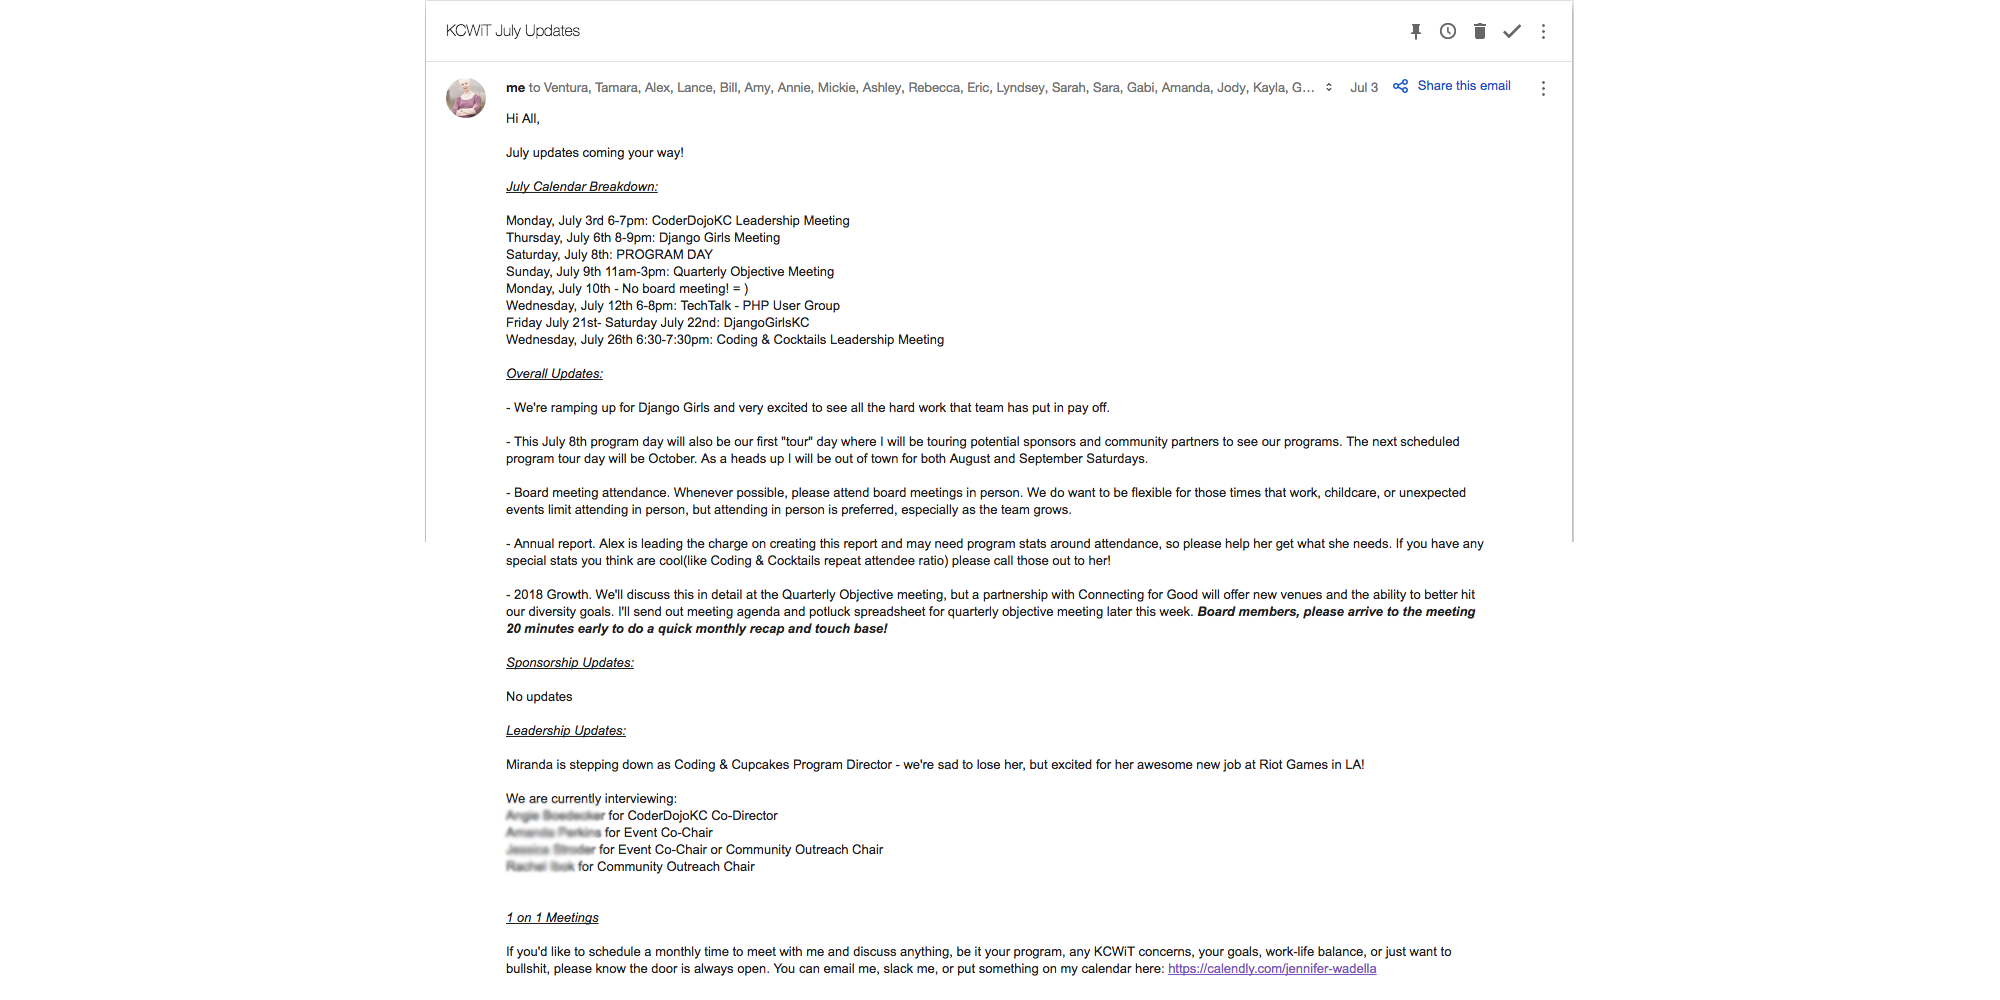 KCWiT July Updates
me to Ventura, Tamara, Alex, Lance, Bill, Amy, Annie, Mickie, Ashley, Rebecca, Eric, Lyndsey, Sarah, Sara, Gabi, Amanda, Jody, Kayla, G... Jul 3 Share this email
Hi All,
July updates coming your way!
July Calendar Breakdown:
Monday, July 3rd 6-7pm: CoderDojoKC Leadership Meeting
Thursday, July 6th 8-9pm: Django Girls Meeting
Saturday, July 8th: PROGRAM DAY
Sunday, July 9th 11am-3pm: Quarterly Objective Meeting
Monday, July 10th - No board meeting! = )
Wednesday, July 12th 6-8pm: TechTalk - PHP User Group
Friday July 21st- Saturday July 22nd: DjangoGirlsKC
Wednesday, July 26th 6:30-7:30pm: Coding & Cocktails Leadership Meeting
Overall Updates:
- We're ramping up for Django Girls and very excited to see all the hard work that team has put in pay off.
- This July 8th program day will also be our first "tour" day where I will be touring potential sponsors and community partners to see our programs. The next scheduled
program tour day will be October. As a heads up I will be out of town for both August and September Saturdays.
- Board meeting attendance. Whenever possible, please attend board meetings in person. We do want to be flexible for those times that work, childcare, or unexpected
events limit attending in person, but attending in person is preferred, especially as the team grows.
- Annual report. Alex is leading the charge on creating this report and may need program stats around attendance, so please help her get what she needs. If you have any
special stats you think are cool(like Coding & Cocktails repeat attendee ratio) please call those out to her!
- 2018 Growth. We'll discuss this in detail at the Quarterly Objective meeting, but a partnership with Connecting for Good will offer new venues and the ability to better hit
our diversity goals. I'll send out meeting agenda and potluck spreadsheet for quarterly objective meeting later this week. Board members, please arrive to the meeting
20 minutes early to do a quick monthly recap and touch base!
Sponsorship Updates:
No updates
Leadership Updates:
Miranda is stepping down as Coding & Cupcakes Program Director - we're sad to lose her, but excited for her awesome new job at Riot Games in LA!
We are currently interviewing:
for CoderDojoKC Co-Director
for Event Co-Chair
for Event Co-Chair or Community Outreach Chair
for Community Outreach Chair
1 on 1 Meetings
If you'd like to schedule a monthly time to meet with me and discuss anything, be it your program, any KCWiT concerns, your goals, work-life balance, or just want to
bullshit, please know the door is always open. You can email me, slack me, or put something on my calendar here: https://calendly.com/jennifer-wadella